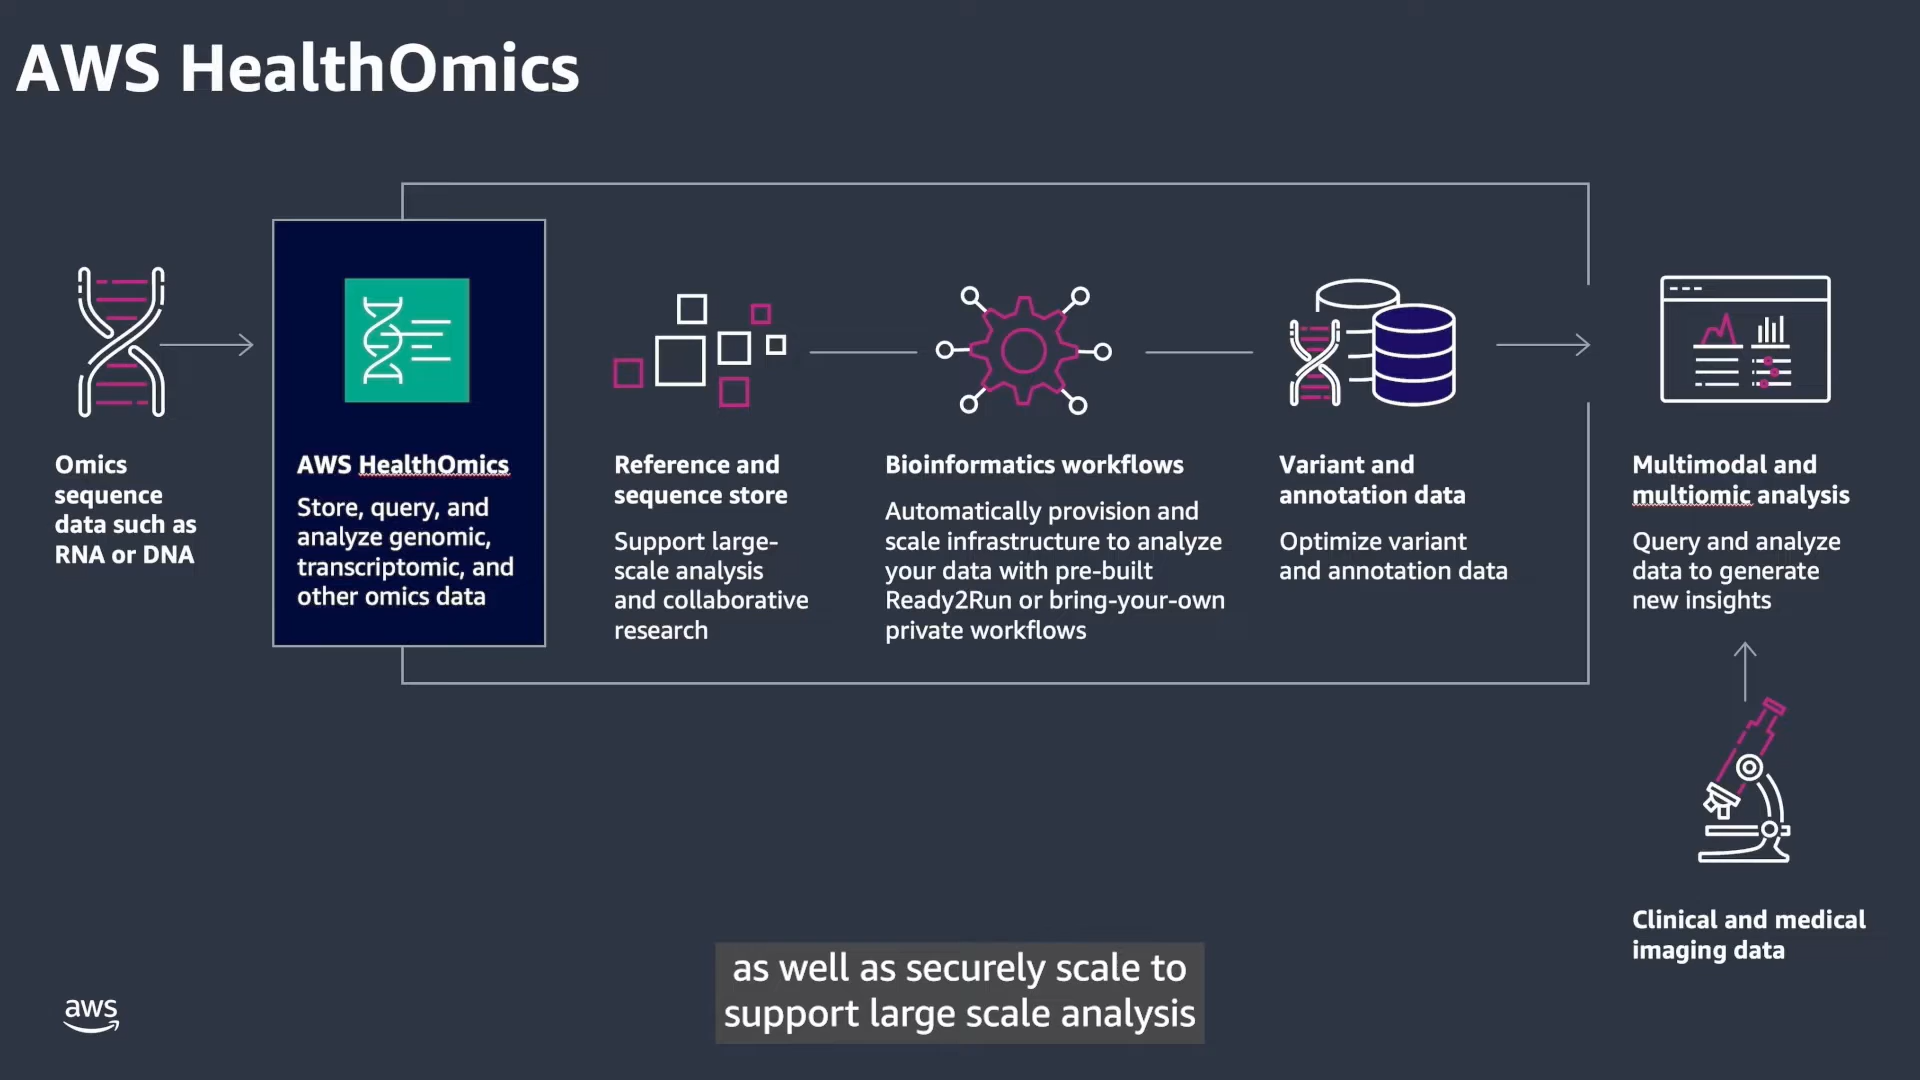 AWS HealthOmics
Omics
sequence
data such as
RNA or DNA
AWS HealthOmics
Store, query, and
analyze genomic,
transcriptomic, and
other omics data
Reference and
sequence store
Support large-
scale analysis
and collaborative
research
Bioinformatics workflows
Automatically provision and
scale infrastructure to analyze
your data with pre-built
Ready2Run or bring-your-own
private workflows
Variant and
annotation data
Optimize variant
and annotation data
Multimodal and
multiomic analysis
Query and analyze
data to generate
new insights
Clinical and medical
imaging data
as well as securely scale to
support large scale analysis
aws